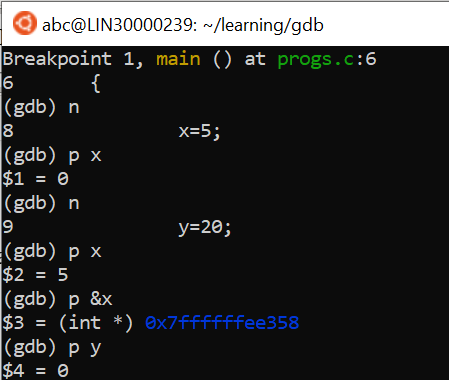 abc@LIN30000239: ~/learning/gdb
Breakpoint 1, main () at progs.c:6
6       {
(gdb) n
8               x=5;
(gdb) p x
$1 = 0
(gdb) n
9               y=20;
(gdb) p x
$2 = 5
(gdb) p &x
$3 = (int *) 0x7ffffffee358
(gdb) p y
$4 = 0